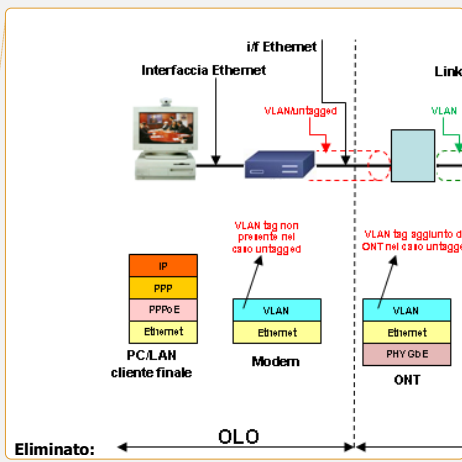 i/f Ethernet
Interfaccia Ethernet
Link
VLAN/untagged
VLAN
VLAN tag non
presente nel
caso untagged
VLAN tag aggiunto d
ONT nel caso untagge
IP
PPP
PPPoE
Ethernet
VLAN
Ethernet
VLAN
Ethernet
PHY GbE
PC/LAN
cliente finale
Modem
ONT
OLO
Eliminato: